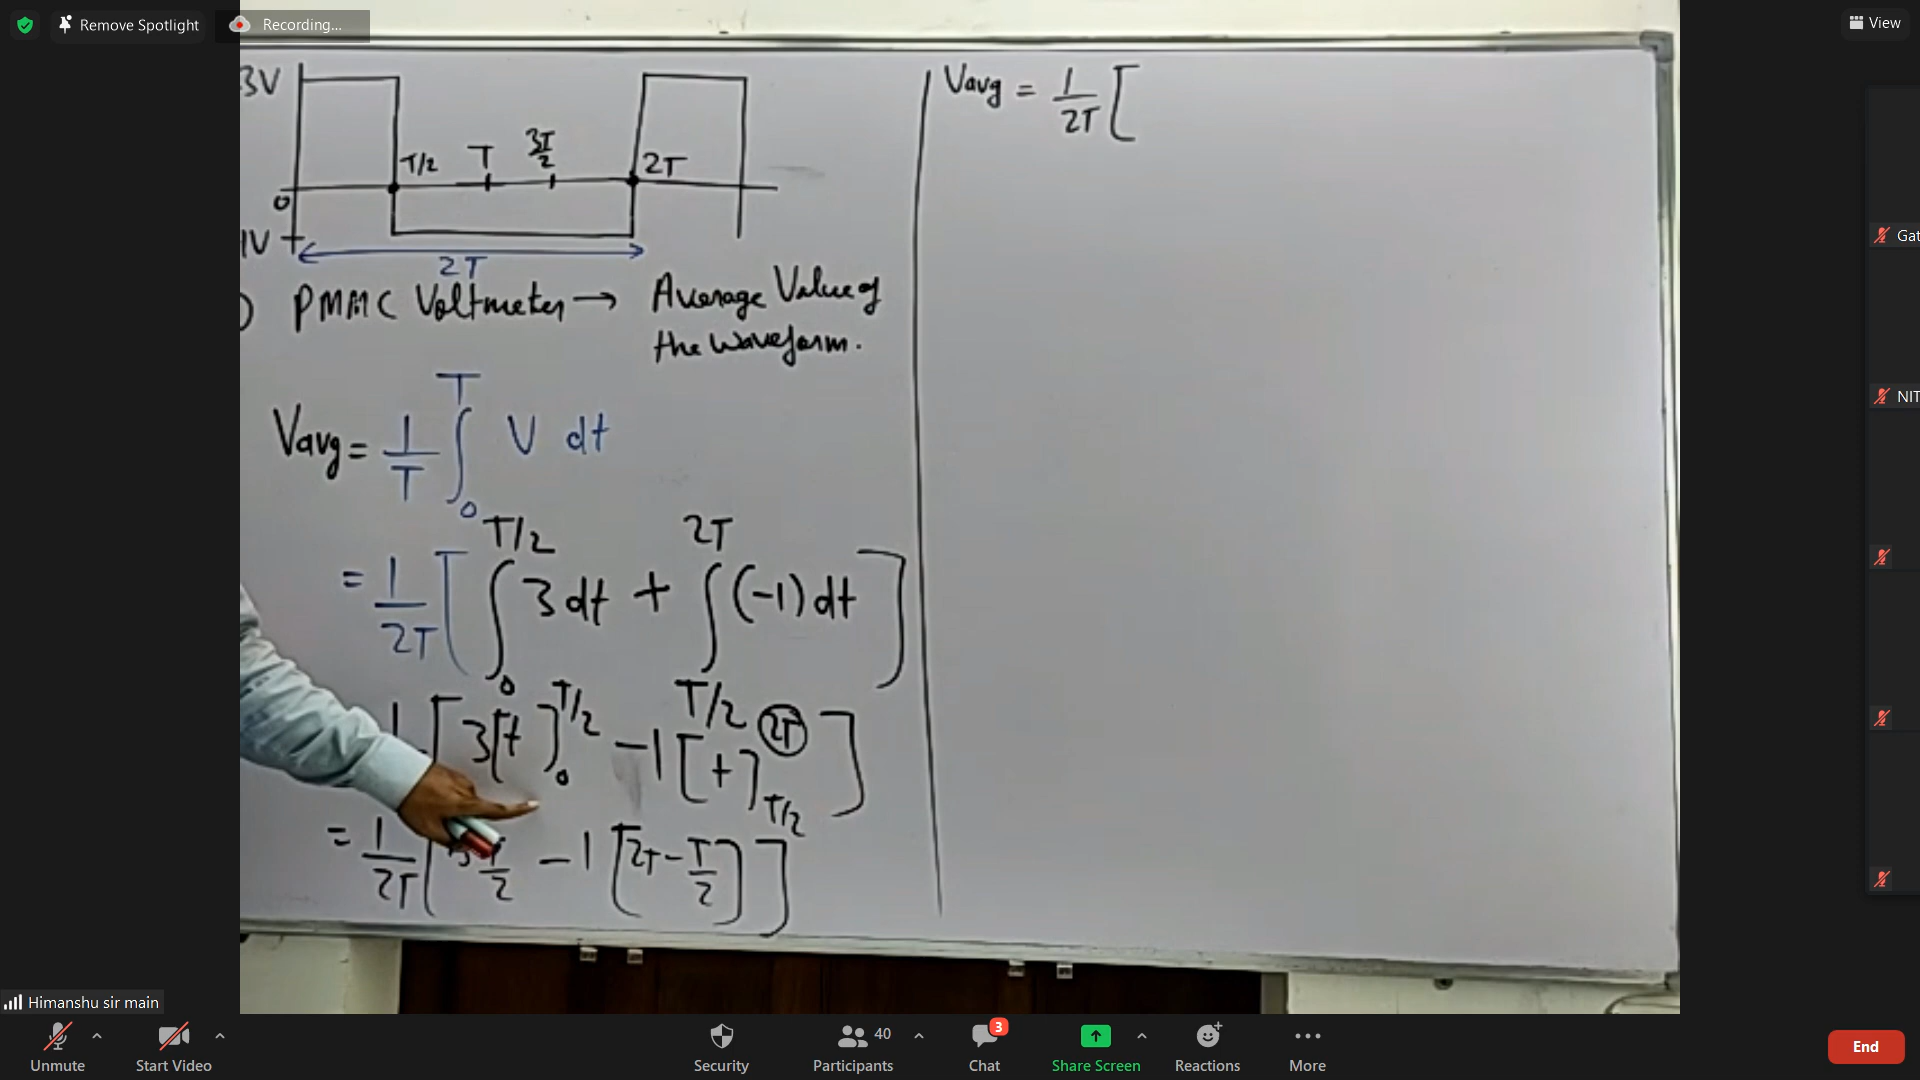 Remove Spotlight
Recording...
View
3V
T/2 T 3T/2 2T
0
1V
2T
) PMMC Voltmeter → Average Value of
the Waveform.
Vavg = 1/T ∫₀ᵀ V dt
= 1/2T [ ∫₀^T/2 3 dt + ∫_T/2^2T (-1) dt ]
1 [ 3[t]₀^T/2 - 1 [t]_T/2^2T ]
= 1/2T [ 3T/2 - 1 [2T - T/2] ]
Vavg = 1/2T [
Gat
NIT
Himanshu sir main
Unmute
Start Video
Security
Participants 40
Chat 3
Share Screen
Reactions
More
End